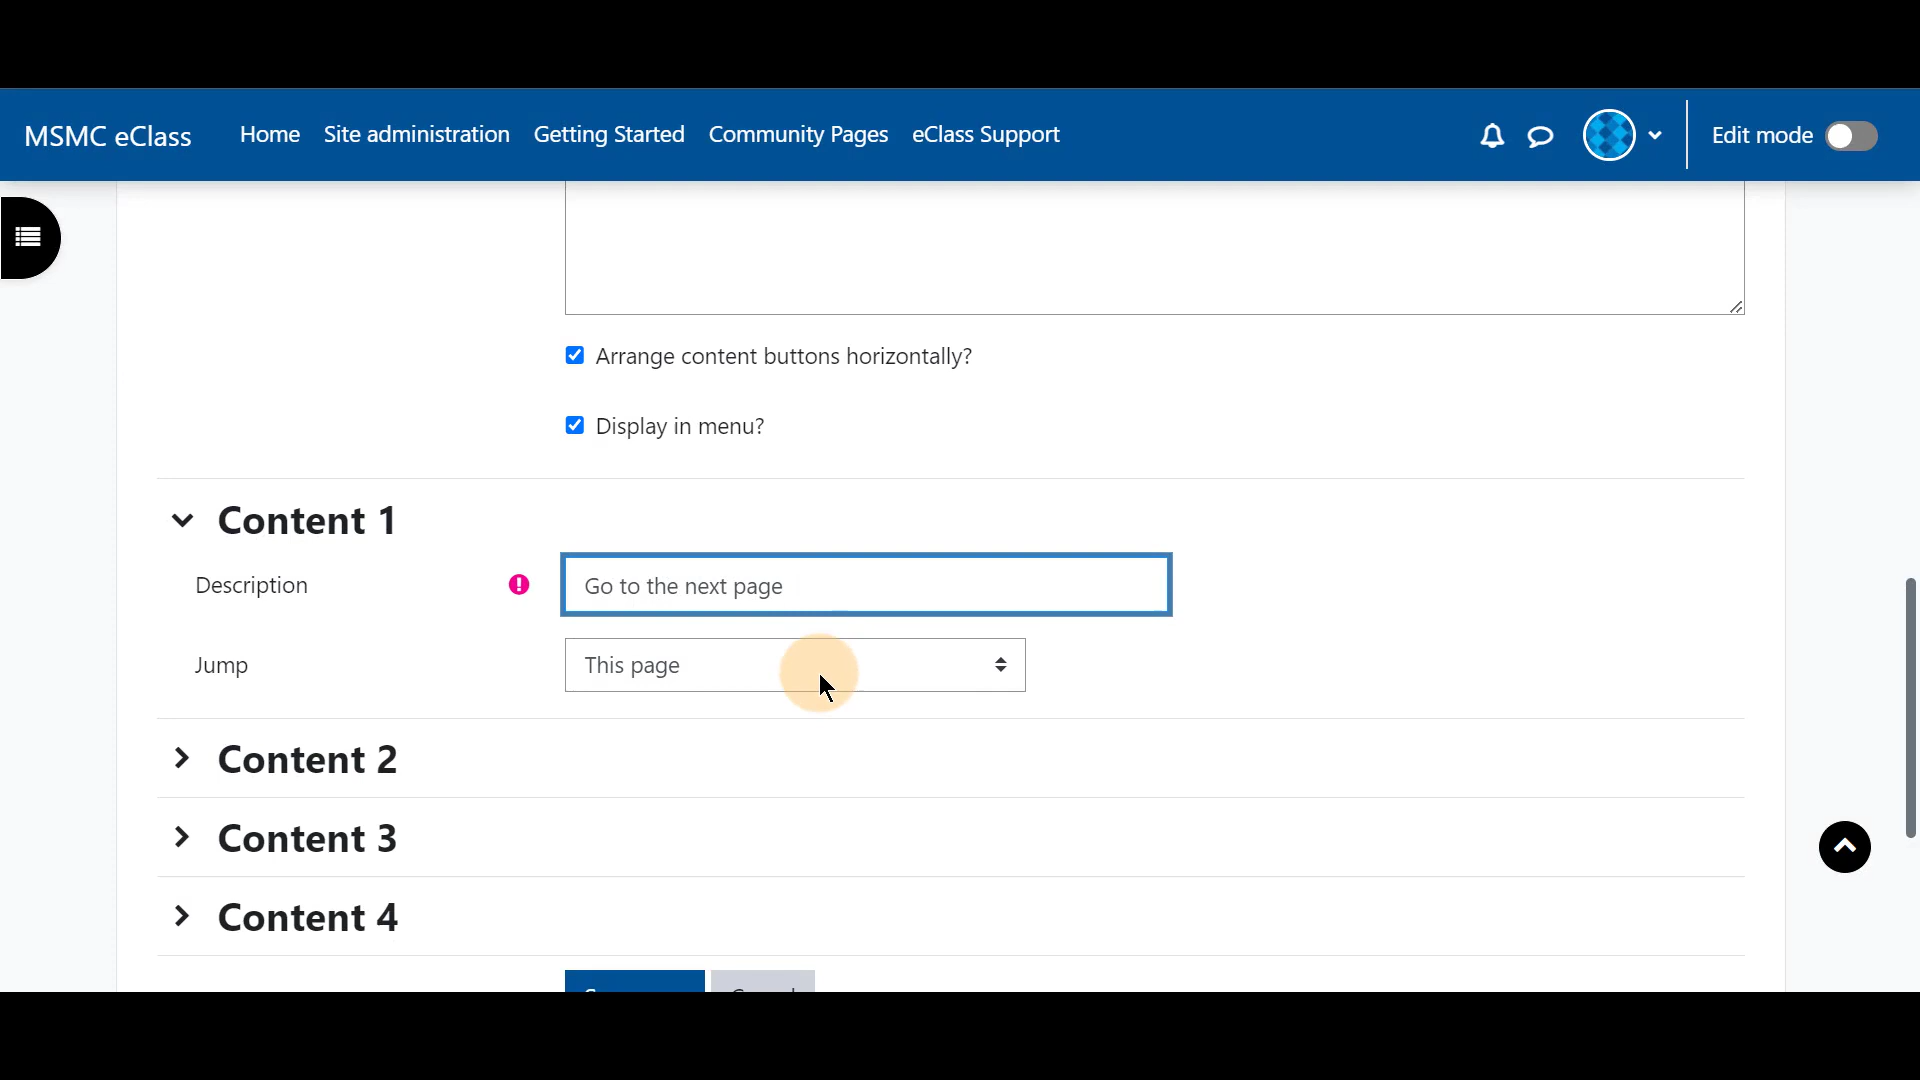 MSMC eClass
Home Site administration Getting Started Community Pages eClass Support
Edit mode
Arrange content buttons horizontally?
Display in menu?
Content 1
Description
Go to the next page
Jump
This page
Content 2
Content 3
Content 4